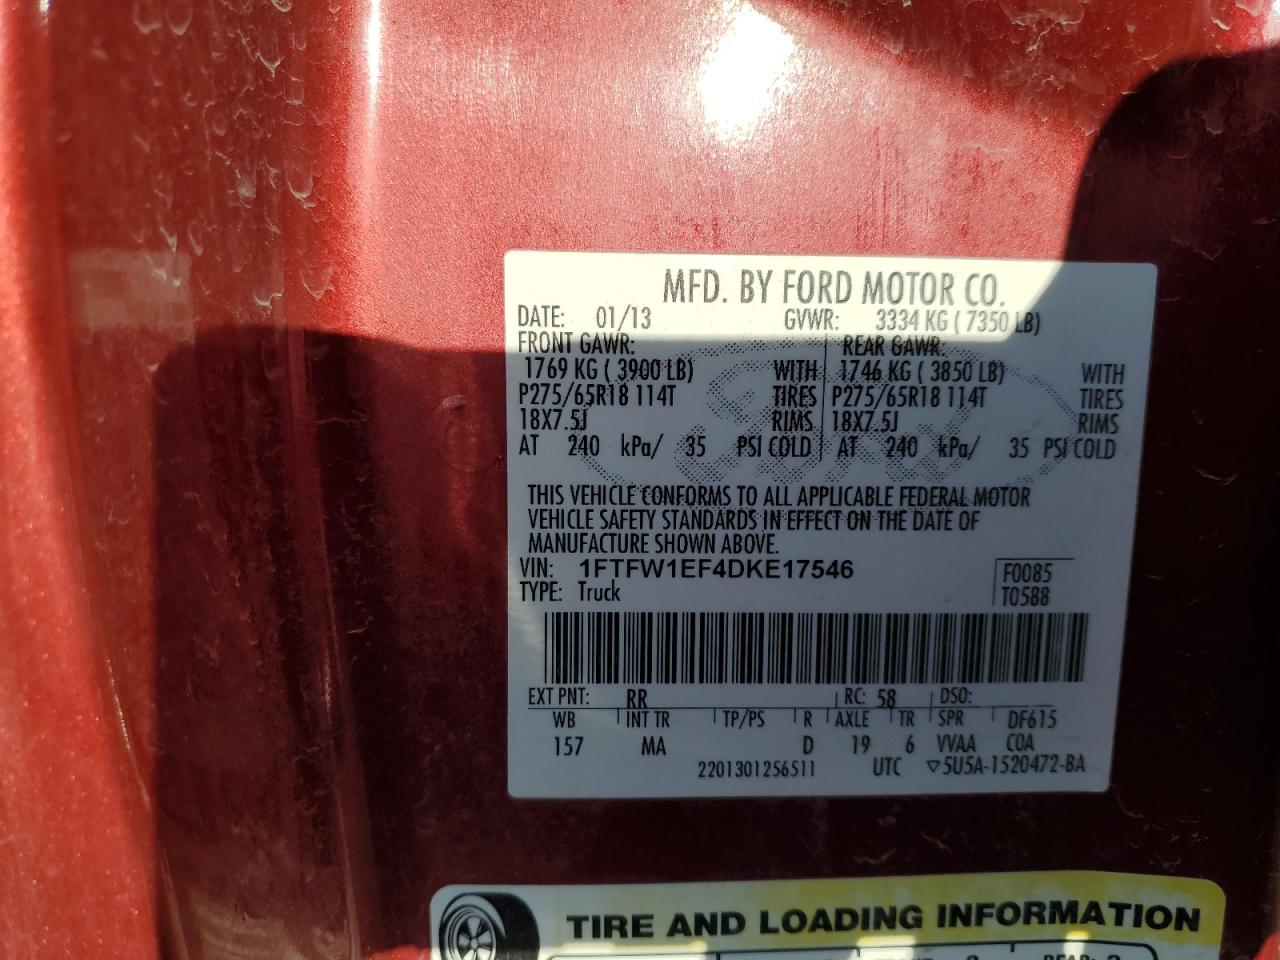 MFD. BY FORD MOTOR CO.
DATE: 01/13 GVWR: 3334 KG ( 7350 LB)
FRONT GAWR: REAR GAWR:
1769 KG ( 3900 LB) WITH 1746 KG ( 3850 LB) WITH
P275/65R18 114T TIRES P275/65R18 114T TIRES
18X7.5J RIMS 18X7.5J RIMS
AT 240 kPa/ 35 PSI COLD AT 240 kPa/ 35 PSI COLD
THIS VEHICLE CONFORMS TO ALL APPLICABLE FEDERAL MOTOR
VEHICLE SAFETY STANDARDS IN EFFECT ON THE DATE OF
MANUFACTURE SHOWN ABOVE.
VIN: 1FTFW1EF4DKE17546 F0085
TYPE: Truck T0588
EXT PNT: RR RC: 58 DSO:
WB INT TR TP/PS R AXLE TR SPR DF615
157 MA D 19 6 VVAA COA
2201301256511 UTC ▽5U5A-1520472-BA
TIRE AND LOADING INFORMATION